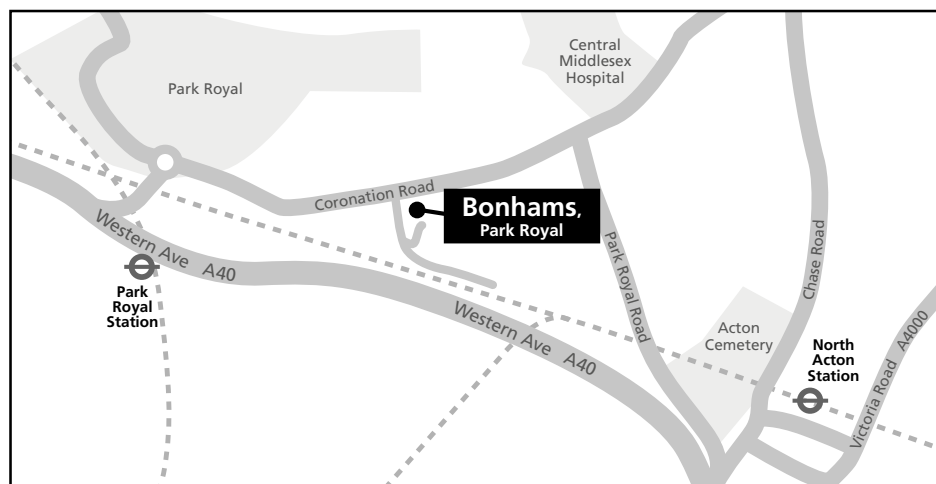 Central
Middlesex
Hospital
Park Royal
Coronation Road
Bonhams,
Park Royal
Western Ave A40
Park
Royal
Station
Park Royal Road
Chase Road
Western Ave A40
Acton
Cemetery
North
Acton
Station
Victoria Road A4000